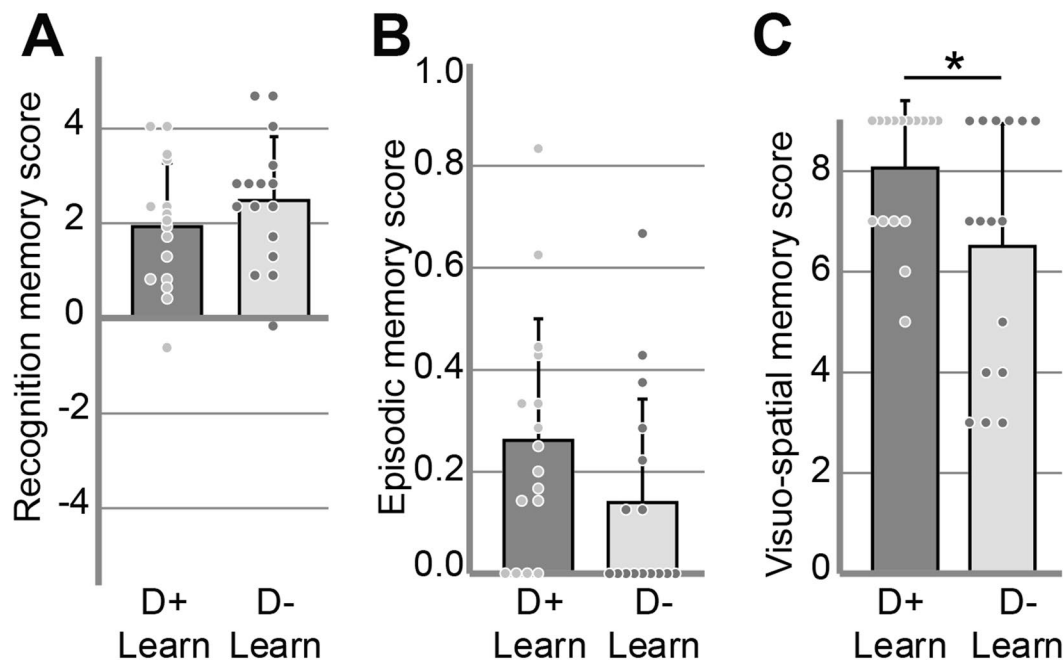 A
Recognition memory score
4
2
0
-2
-4
D+
Learn
D-
Learn
B
Episodic memory score
1.0
0.8
0.6
0.4
0.2
0.0
D+
Learn
D-
Learn
C
Visuo-spatial memory score
*
8
6
4
2
0
D+
Learn
D-
Learn